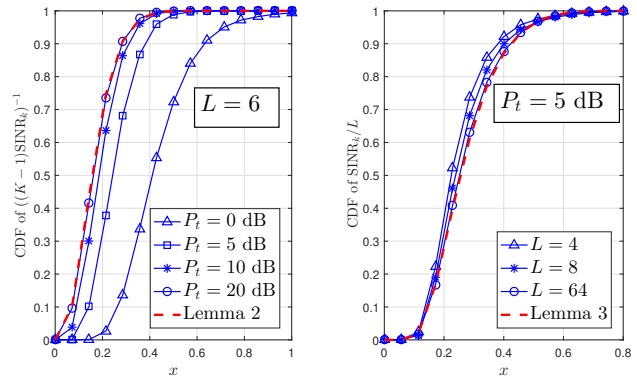 CDF of ((K − 1)SINR_k)^{−1}
1
0.9
0.8
0.7
0.6
0.5
0.4
0.3
0.2
0.1
0
L = 6
P_t = 0 dB
P_t = 5 dB
P_t = 10 dB
P_t = 20 dB
Lemma 2
0 0.2 0.4 0.6 0.8 1
x
CDF of SINR_k/L
1
0.9
0.8
0.7
0.6
0.5
0.4
0.3
0.2
0.1
0
P_t = 5 dB
L = 4
L = 8
L = 64
Lemma 3
0 0.2 0.4 0.6 0.8
x